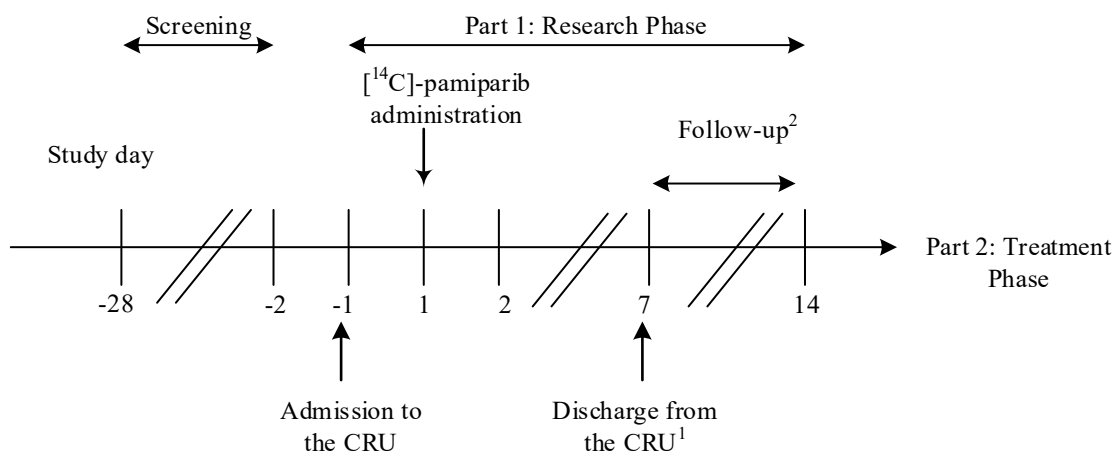 Screening
Part 1: Research Phase
[¹⁴C]-pamiparib
administration
Follow-up²
Study day
Part 2: Treatment
Phase
-28
-2
-1
1
2
7
14
Admission to
the CRU
Discharge from
the CRU¹